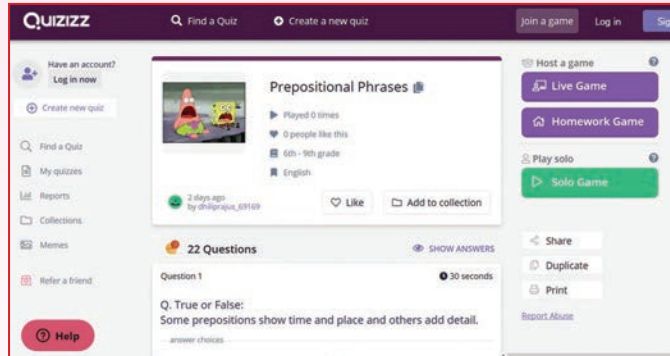 QUIZIZZ
Find a Quiz
Create a new quiz
Join a game
Log in
Sig
Have an account?
Log in now
Create new quiz
Find a Quiz
My quizzes
Reports
Collections
Memes
Refer a friend
Help
Prepositional Phrases
Played 0 times
0 people like this
6th - 9th grade
English
2 days ago
by dhiliprajus_69169
Like
Add to collection
22 Questions
SHOW ANSWERS
Question 1
30 seconds
Q. True or False:
Some prepositions show time and place and others add detail.
answer choices
Host a game
Live Game
Homework Game
Play solo
Solo Game
Share
Duplicate
Print
Report Abuse